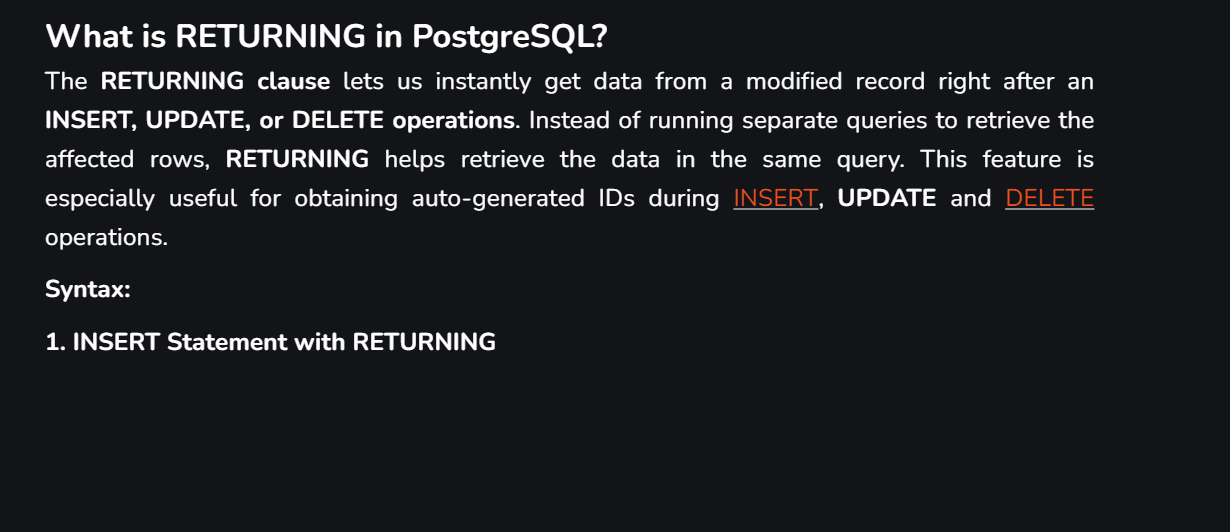 What is RETURNING in PostgreSQL?
The RETURNING clause lets us instantly get data from a modified record right after an
INSERT, UPDATE, or DELETE operations. Instead of running separate queries to retrieve the
affected rows, RETURNING helps retrieve the data in the same query. This feature is
especially useful for obtaining auto-generated IDs during INSERT, UPDATE and DELETE
operations.
Syntax:
1. INSERT Statement with RETURNING